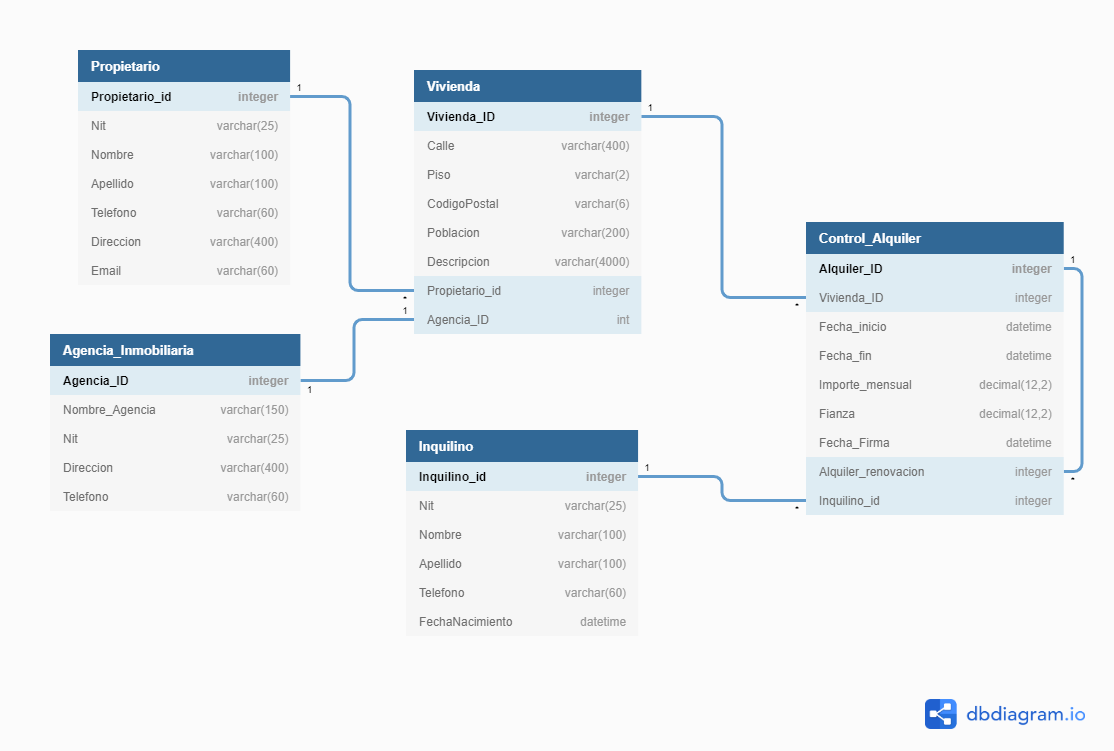 Propietario
Propietario_id integer
Nit varchar(25)
Nombre varchar(100)
Apellido varchar(100)
Telefono varchar(60)
Direccion varchar(400)
Email varchar(60)
1
*
Vivienda
Vivienda_ID integer
Calle varchar(400)
Piso varchar(2)
CodigoPostal varchar(6)
Poblacion varchar(200)
Descripcion varchar(4000)
Propietario_id integer
Agencia_ID int
1
*
Agencia_Inmobiliaria
Agencia_ID integer
Nombre_Agencia varchar(150)
Nit varchar(25)
Direccion varchar(400)
Telefono varchar(60)
1
1
Inquilino
Inquilino_id integer
Nit varchar(25)
Nombre varchar(100)
Apellido varchar(100)
Telefono varchar(60)
FechaNacimiento datetime
1
*
Control_Alquiler
Alquiler_ID integer
Vivienda_ID integer
Fecha_inicio datetime
Fecha_fin datetime
Importe_mensual decimal(12,2)
Fianza decimal(12,2)
Fecha_Firma datetime
Alquiler_renovacion integer
Inquilino_id integer
1
*
dbdiagram.io